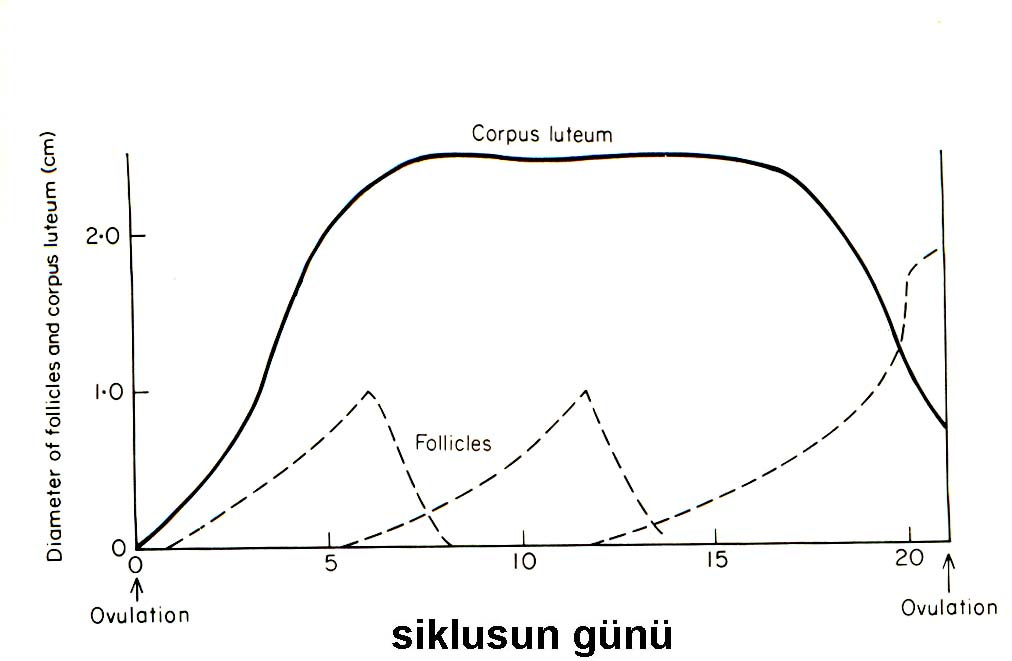 Corpus luteum
Diameter of follicles and corpus luteum (cm)
2·0
1·0
Follicles
0
0 5 10 15 20
Ovulation Ovulation
siklusun günü